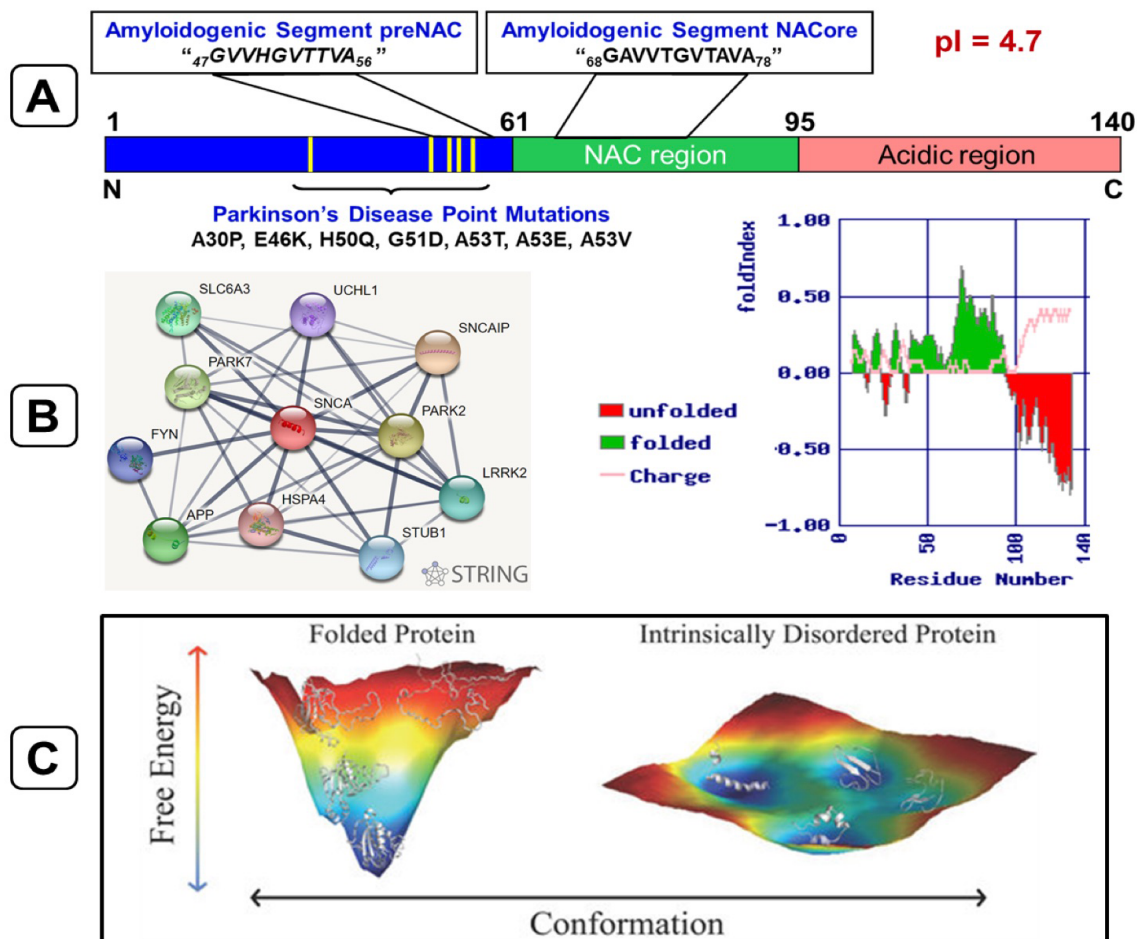 A
Amyloidogenic Segment preNAC
“47GVVHGVTTVA56”
Amyloidogenic Segment NACore
“68GAVVTGVTAVA78”
pI = 4.7
1
61
95
140
NAC region
Acidic region
N
C
Parkinson’s Disease Point Mutations
A30P, E46K, H50Q, G51D, A53T, A53E, A53V
B
SLC6A3
UCHL1
SNCAIP
PARK7
SNCA
PARK2
FYN
LRRK2
APP
HSPA4
STUB1
STRING
foldIndex
1.00
0.50
0.00
-0.50
-1.00
0
50
100
140
Residue Number
unfolded
folded
Charge
C
Folded Protein
Intrinsically Disordered Protein
Free Energy
Conformation